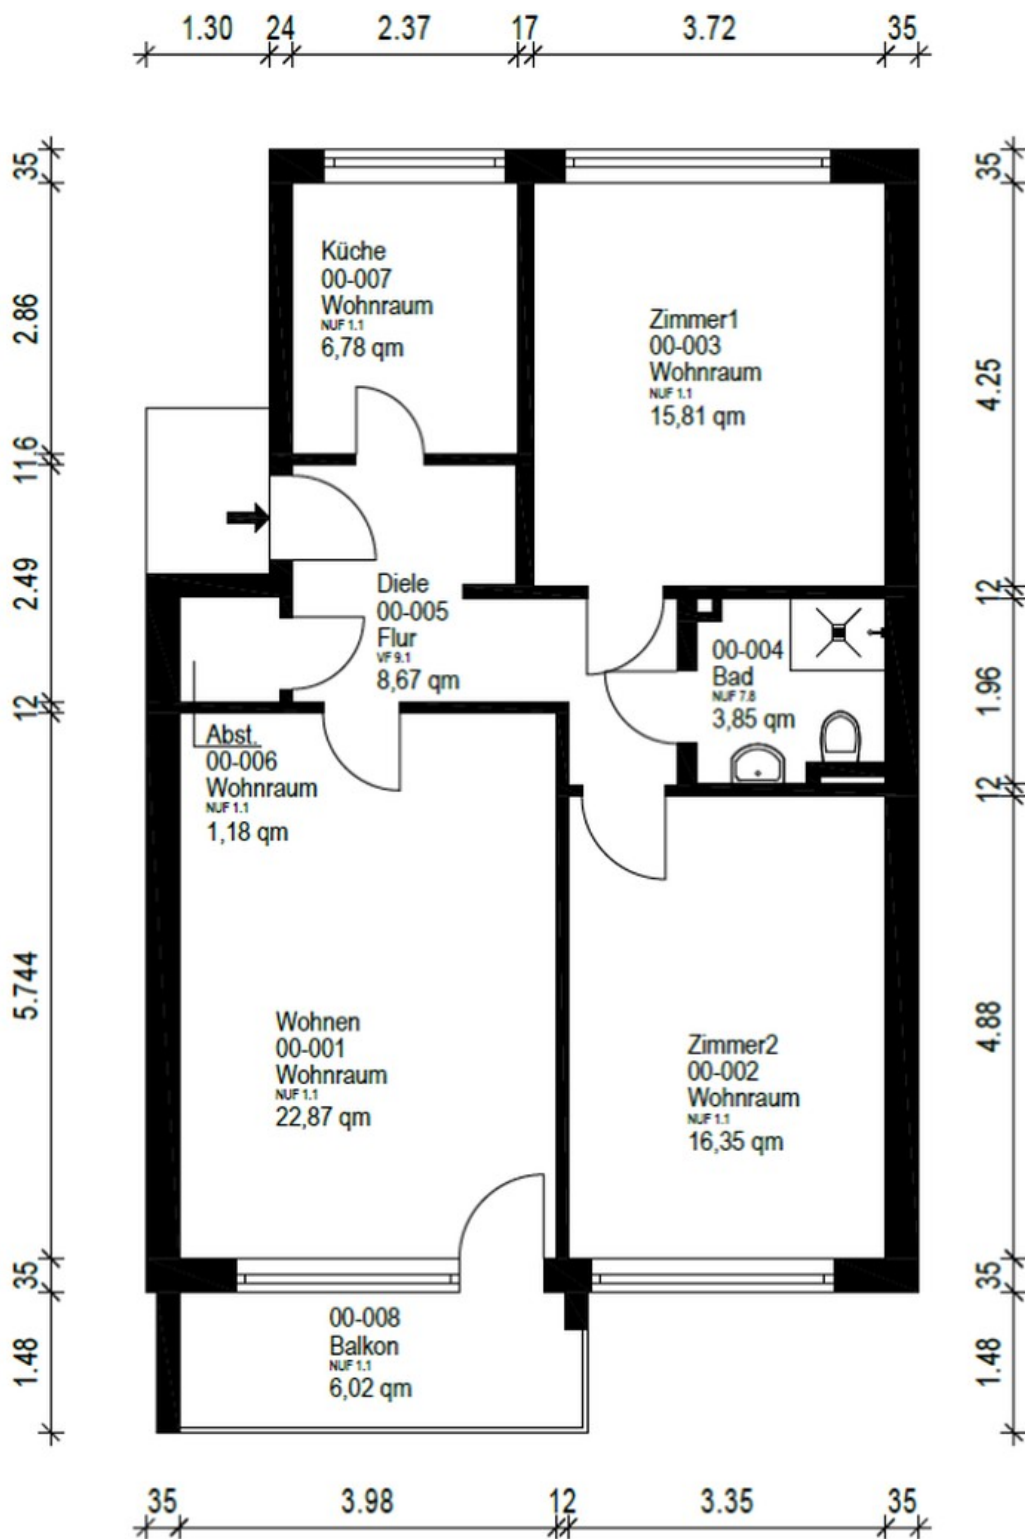 1.30 24 2.37 17 3.72 35
35
2.86
11
6
2.49
12
5.744
35
1.48
Küche
00-007
Wohnraum
NUF 1.1
6,78 qm
Zimmer1
00-003
Wohnraum
NUF 1.1
15,81 qm
Diele
00-005
Flur
VF 9.1
8,67 qm
00-004
Bad
NUF 7.8
3,85 qm
Abst.
00-006
Wohnraum
NUF 1.1
1,18 qm
Wohnen
00-001
Wohnraum
NUF 1.1
22,87 qm
Zimmer2
00-002
Wohnraum
NUF 1.1
16,35 qm
00-008
Balkon
NUF 1.1
6,02 qm
35
4.25
12
1.96
12
4.88
35
1.48
35 3.98 12 3.35 35